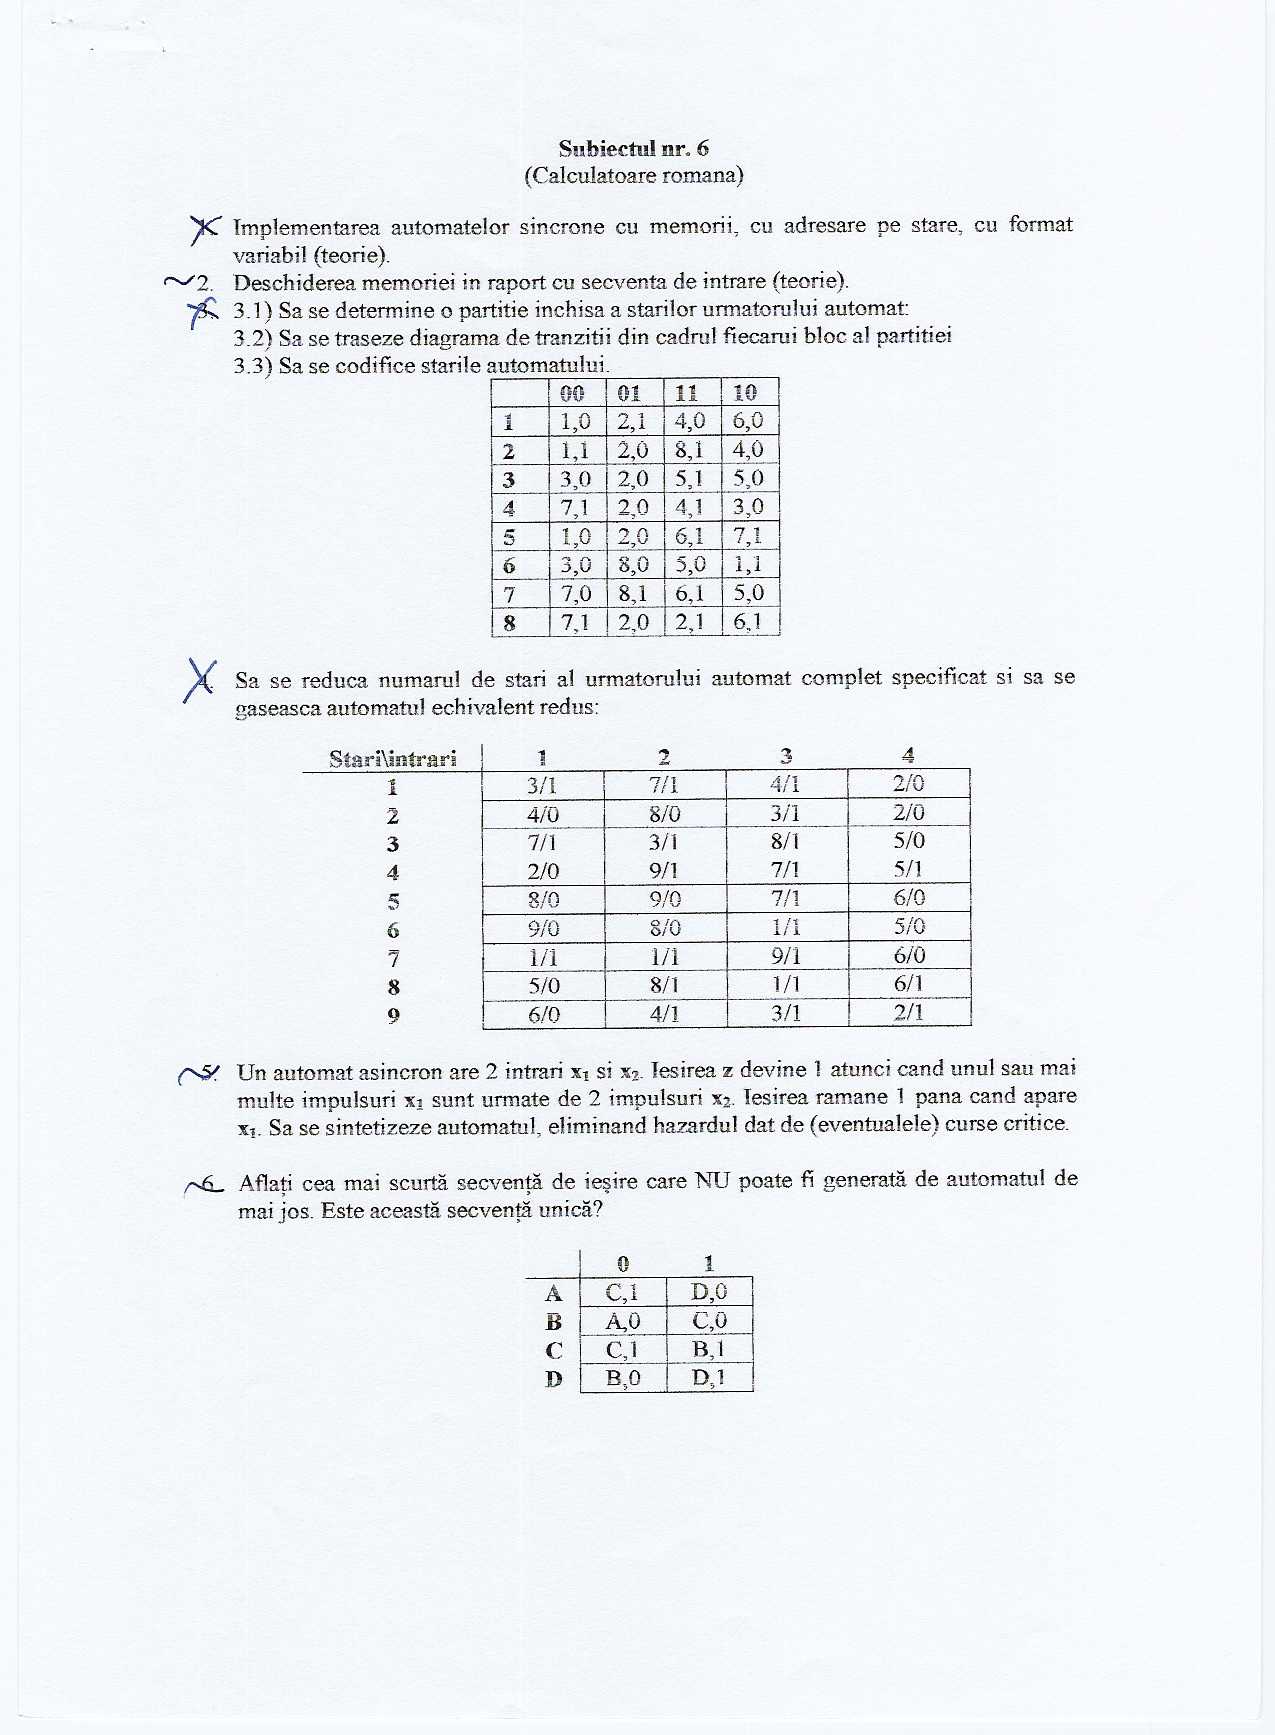 Subiectul nr. 6
(Calculatoare romana)
Implementarea automatelor sincrone cu memorii, cu adresare pe stare, cu format
variabil (teorie).
2. Deschiderea memoriei in raport cu secventa de intrare (teorie).
3. 3.1) Sa se determine o partitie inchisa a starilor urmatorului automat:
3.2) Sa se traseze diagrama de tranzitii din cadrul fiecarui bloc al partitiei
3.3) Sa se codifice starile automatului.
00 01 11 10
1 1,0 2,1 4,0 6,0
2 1,1 2,0 8,1 4,0
3 3,0 2,0 5,1 5,0
4 7,1 2,0 4,1 3,0
5 1,0 2,0 6,1 7,1
6 3,0 8,0 5,0 1,1
7 7,0 8,1 6,1 5,0
8 7,1 2,0 2,1 6,1
4. Sa se reduca numarul de stari al urmatorului automat complet specificat si sa se
gaseasca automatul echivalent redus:
Stari\intrari 1 2 3 4
1 3/1 7/1 4/1 2/0
2 4/0 8/0 3/1 2/0
3 7/1 3/1 8/1 5/0
4 2/0 9/1 7/1 5/1
5 8/0 9/0 7/1 6/0
6 9/0 8/0 1/1 5/0
7 1/1 1/1 9/1 6/0
8 5/0 8/1 1/1 6/1
9 6/0 4/1 3/1 2/1
5. Un automat asincron are 2 intrari x₁ si x₂. Iesirea z devine 1 atunci cand unul sau mai
multe impulsuri x₁ sunt urmate de 2 impulsuri x₂. Iesirea ramane 1 pana cand apare
x₁. Sa se sintetizeze automatul, eliminand hazardul dat de (eventualele) curse critice.
6. Aflați cea mai scurtă secvență de ieșire care NU poate fi generată de automatul de
mai jos. Este această secvență unică?
0 1
A C,1 D,0
B A,0 C,0
C C,1 B,1
D B,0 D,1